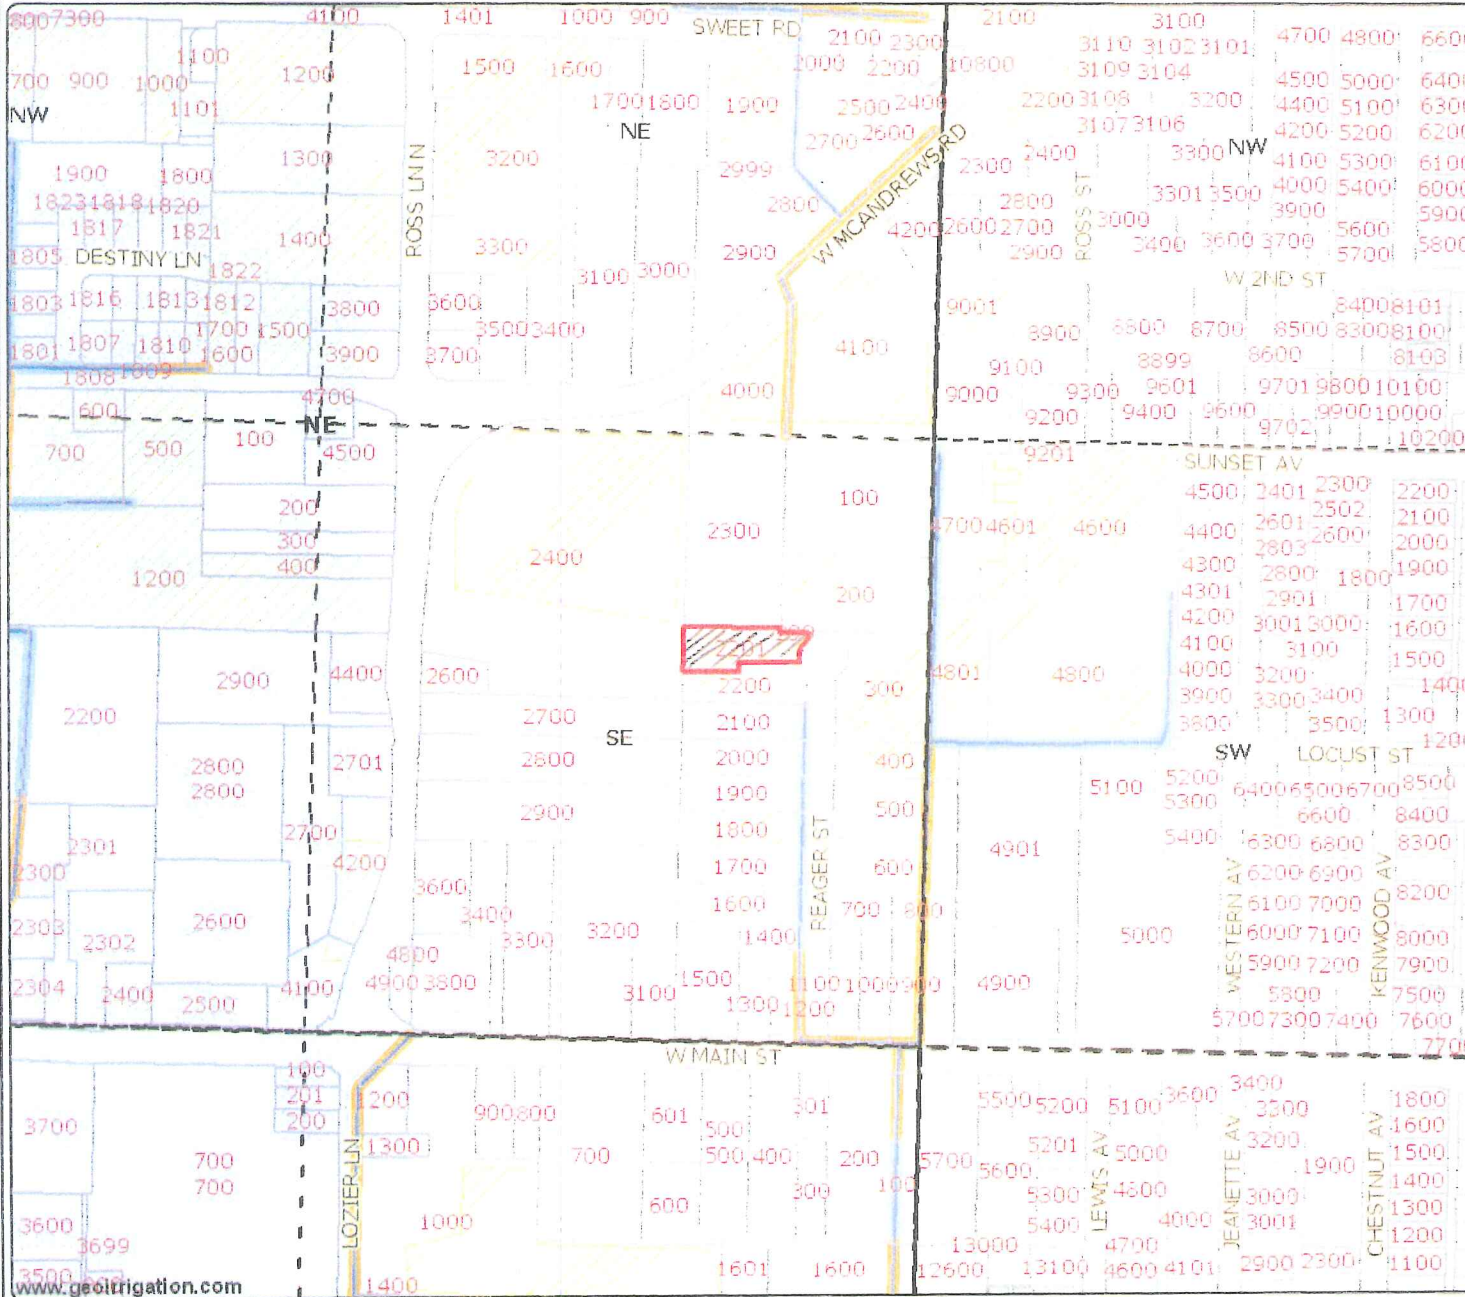 7300 4100 1401 1000 900 SWEET RD 2100 3100
1100 2100 2300 3110 3102 3101 4700 4800
700 900 1000 1200 1500 1600 2000 2200 10800 3109 3104 4500 5000
NW 1101 1700 1800 1900 2500 2400 2200 3108 3200 4400 5100
NE 2700 2600 3107 3106 4200 5200
1900 1800 1300 3200 2999 W MCANDREWS RD 2300 2400 3300 NW 4100 5300
1823 1818 1820 ROSS LN N 2800 2800 ROSS ST 3301 3500 4000 5400
1817 1821 1400 4200 2600 2700 3000 3900 5600
1805 DESTINY LN 1822 3300 3100 3000 2900 2900 3400 3600 3700 5700 5800
W 2ND ST
1803 1816 1813 1812 3800 3600 9001 8400 8101
1801 1807 1810 1700 1500 3500 3400 8900 8800 8700 8500 8300 8100
1808 1809 1600 3900 3700 4100 9100 8899 8600 8103
600 4700 4000 9000 9300 9601 9701 9800 10100
NE 9200 9400 9600 9702 9900 10000
700 500 100 4500 10200
9201 SUNSET AV
200 100 4500 2401 2300 2200
300 2300 4700 4601 4600 4400 2601 2502 2100
400 2400 2803 2600 2000
1200 200 4300 2800 1800 1900
4301 2901 1700
4200 3001 3000 1600
4100 3100 1500
2900 4400 2600 2200 300 4801 4800 4000 3200
2200 2700 2100 3900 3300 3400
SE 3800 3500 1300
2800 2701 2800 2000 400 SW LOCUST ST
2800 1900 5100 5200 6400 6500 6700 8500
2900 500 5300 6600 8400
2301 2700 1800 REAGER ST 5400 6300 6800 8300
2300 4200 1700 600 4901 WESTERN AV 6200 6900 KENWOOD AV
2600 3600 1600 700 800 6100 7000 8200
2303 2302 3400 3300 3200 1400 5000 6000 7100 8000
4800 5900 7200 7900
2304 2400 2500 4100 4900 3800 3100 1500 1300 1100 1000 900 4900 5800 7500
1200 5700 7300 7400 7600
W MAIN ST
100
201 1200 5500 5200 5100 3600 3400 1800
3700 200 900 800 601 500 301 3300 1600
1300 5201 5000 3200 1500
700 700 500 400 200 5700 5600 LEWIS AV JEANETTE AV 1900 CHESTNUT AV 1400
700 300 100 5300 4800 3000 1300
3600 LOZIER LN 1000 600 5400 4000 3001 1200
3699 13000 4700
3500 1400 1601 1600 12600 13100 4600 4101 2900 2300 1100
www.geoirrigation.com